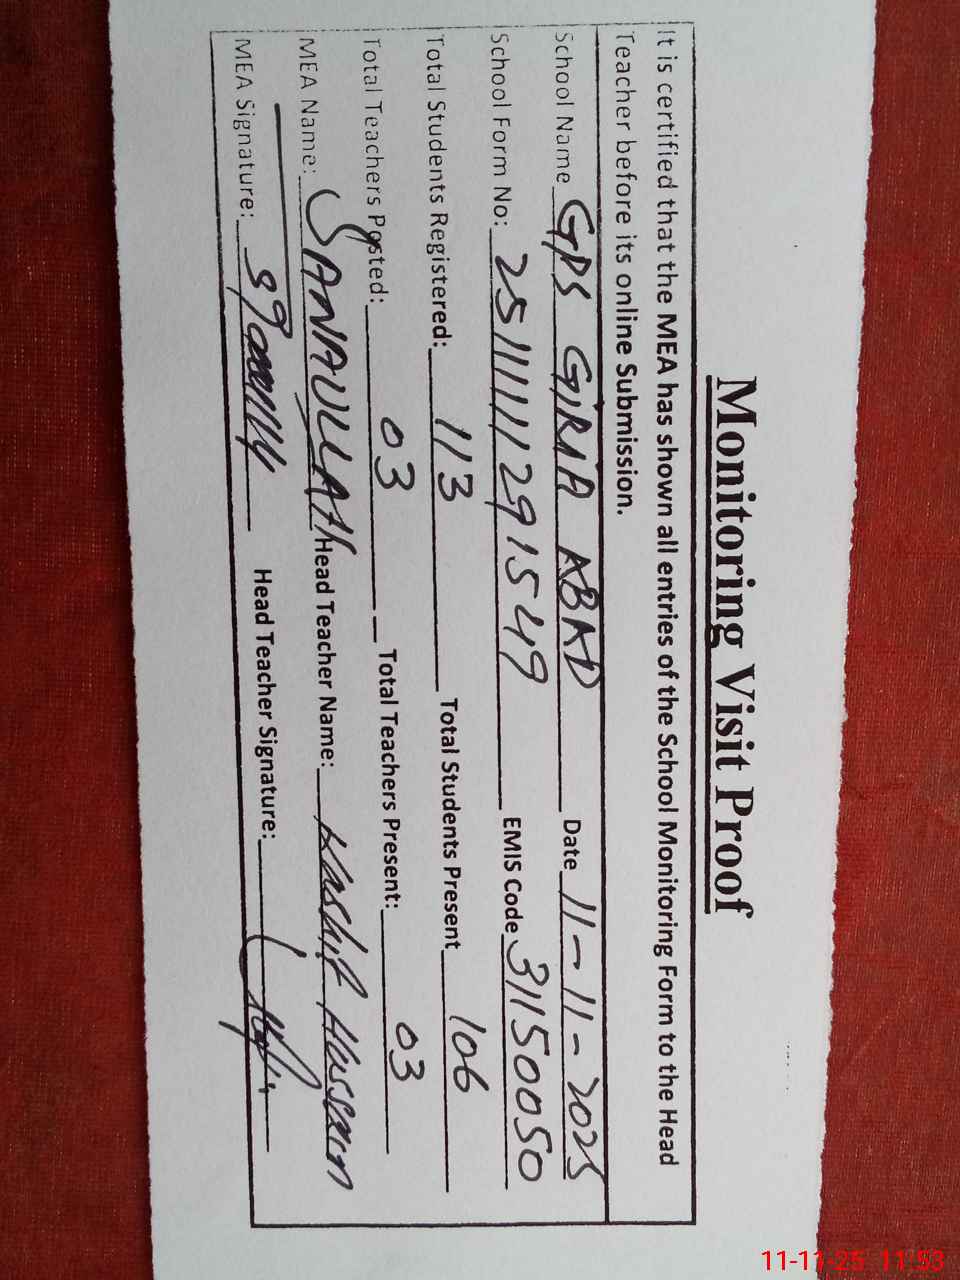 Monitoring Visit Proof
It is certified that the MEA has shown all entries of the School Monitoring Form to the Head
Teacher before its online Submission.
School Name GPS GIRJA ABAD Date 11-11-2025
School Form No: 2511111291549 EMIS Code 31150050
Total Students Registered: 113 Total Students Present 106
Total Teachers Posted: 03 Total Teachers Present: 03
MEA Name: SANAULLAH Head Teacher Name: Kashif Hussain
MEA Signature: Head Teacher Signature:
11-11-25 11:53